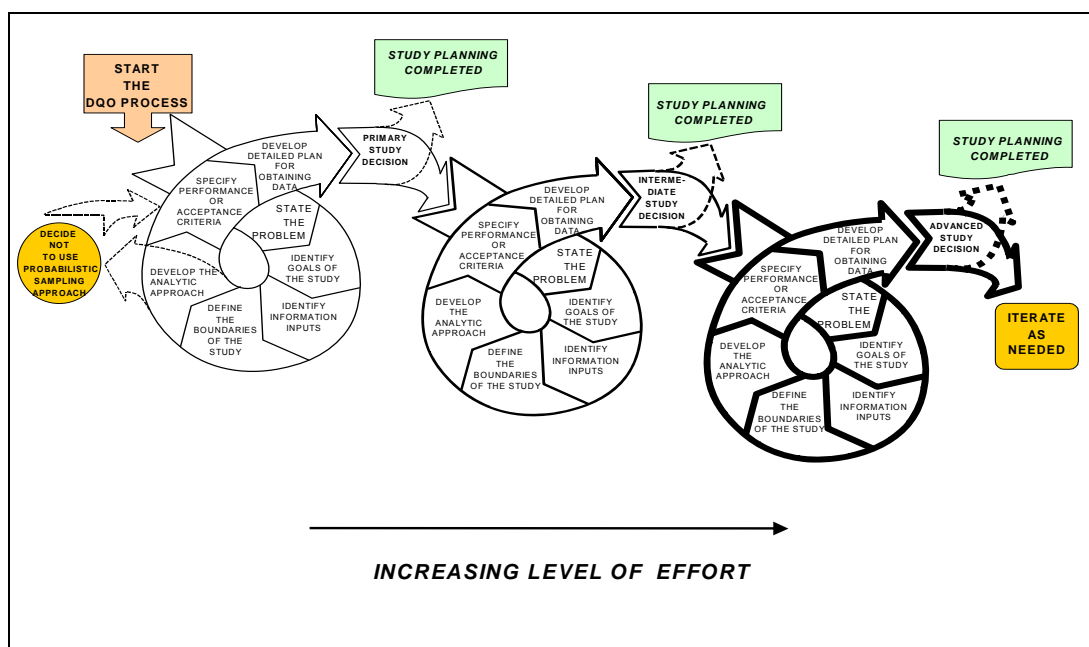 START
THE
DQO PROCESS
STUDY PLANNING
COMPLETED
PRIMARY
STUDY
DECISION
DEVELOP
DETAILED PLAN
FOR
OBTAINING
DATA
SPECIFY
PERFORMANCE
OR
ACCEPTANCE
CRITERIA
STATE
THE
PROBLEM
IDENTIFY
GOALS OF
THE STUDY
IDENTIFY
INFORMATION
INPUTS
DEFINE
THE
BOUNDARIES
OF THE
STUDY
DEVELOP THE
ANALYTIC
APPROACH
DECIDE
NOT
TO USE
PROBABILISTIC
SAMPLING
APPROACH
STUDY PLANNING
COMPLETED
INTERME-
DIATE
STUDY
DECISION
DEVELOP
DETAILED PLAN
FOR
OBTAINING
DATA
SPECIFY
PERFORMANCE
OR
ACCEPTANCE
CRITERIA
STATE
THE
PROBLEM
IDENTIFY
GOALS OF
THE STUDY
IDENTIFY
INFORMATION
INPUTS
DEFINE
THE
BOUNDARIES
OF THE STUDY
DEVELOP
THE
ANALYTIC
APPROACH
STUDY PLANNING
COMPLETED
ADVANCED
STUDY
DECISION
DEVELOP
DETAILED PLAN
FOR
OBTAINING
DATA
SPECIFY
PERFORMANCE
OR
ACCEPTANCE
CRITERIA
STATE
THE
PROBLEM
IDENTIFY
GOALS OF
THE STUDY
IDENTIFY
INFORMATION
INPUTS
DEFINE
THE
BOUNDARIES
OF THE STUDY
DEVELOP
THE
ANALYTIC
APPROACH
ITERATE
AS
NEEDED
INCREASING LEVEL OF EFFORT